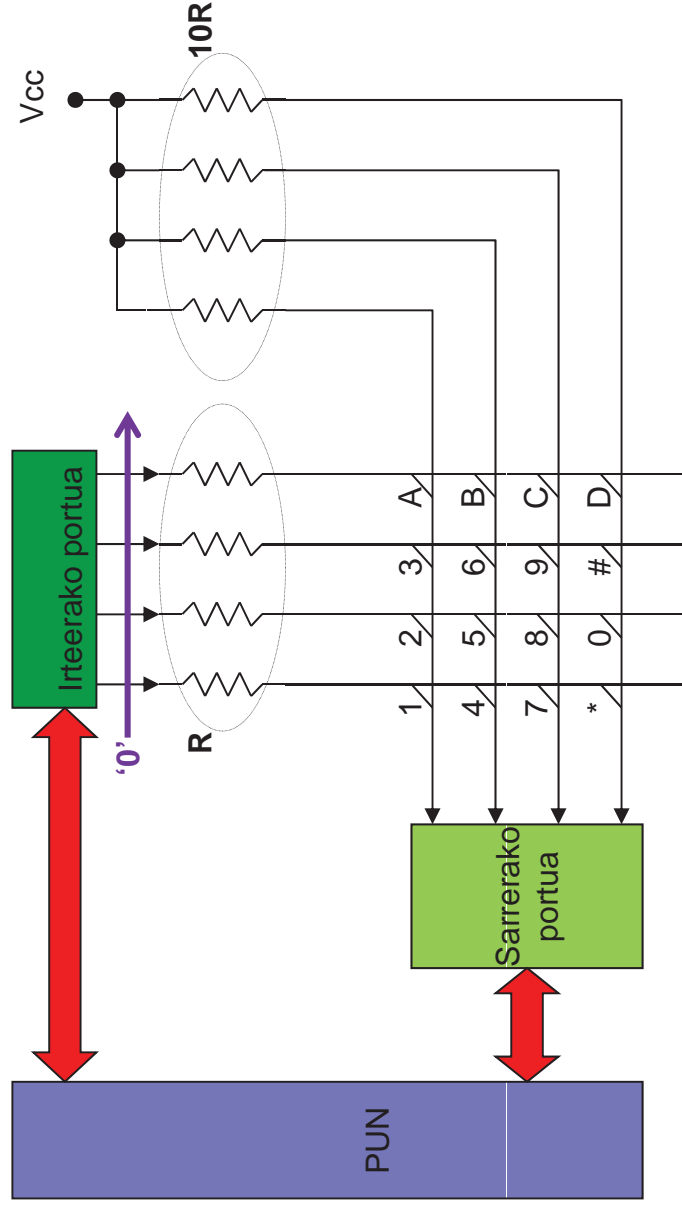 Vcc
10R
Irteerako portua
‘0’
R
1 2 3 A
4 5 6 B
7 8 9 C
* 0 # D
Sarrerako
portua
PUN